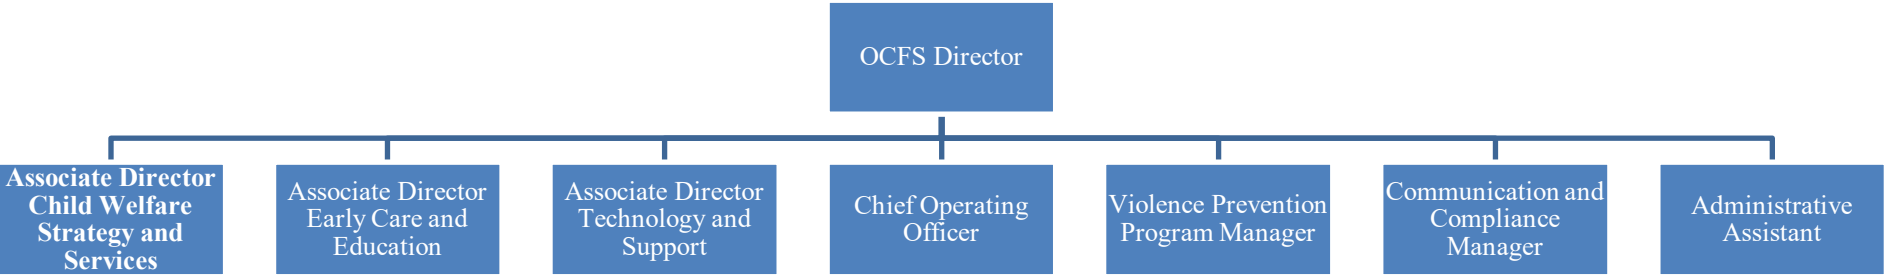 OCFS Director
Associate Director
Child Welfare
Strategy and
Services
Associate Director
Early Care and
Education
Associate Director
Technology and
Support
Chief Operating
Officer
Violence Prevention
Program Manager
Communication and
Compliance
Manager
Administrative
Assistant